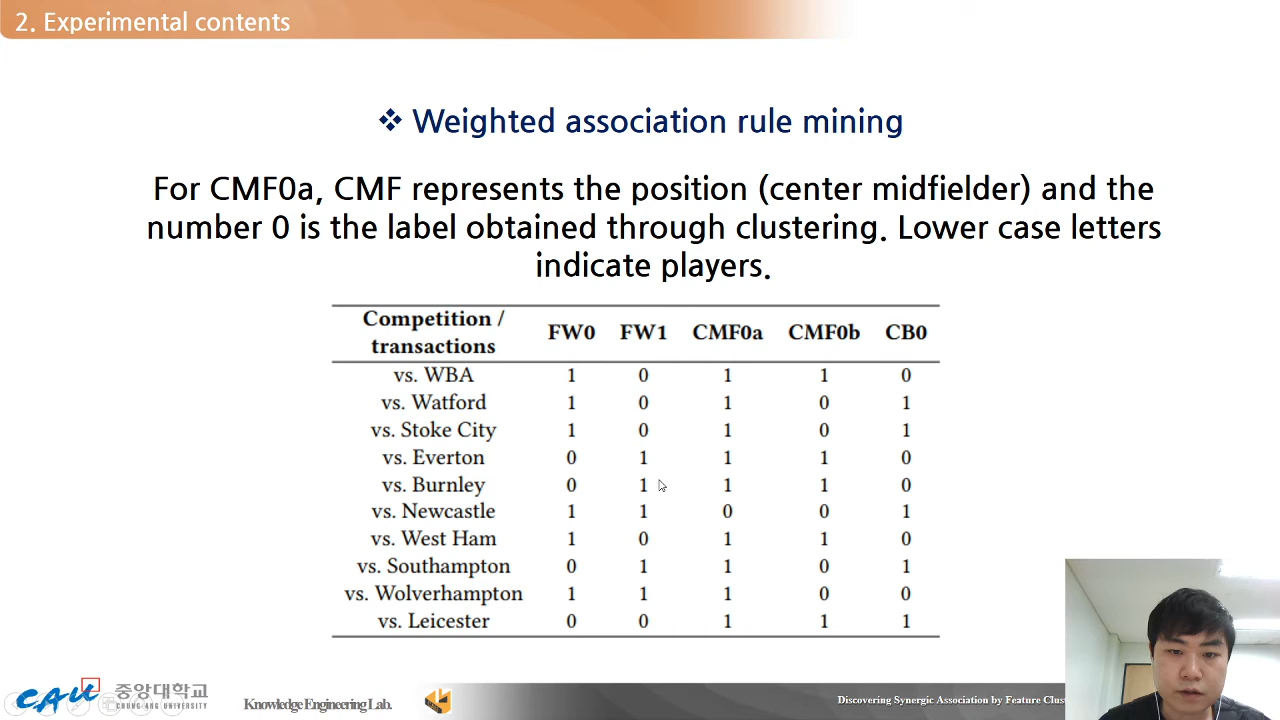 2. Experimental contents
❖ Weighted association rule mining
For CMF0a, CMF represents the position (center midfielder) and the
number 0 is the label obtained through clustering. Lower case letters
indicate players.
Competition / transactions FW0 FW1 CMF0a CMF0b CB0
vs. WBA 1 0 1 1 0
vs. Watford 1 0 1 0 1
vs. Stoke City 1 0 1 0 1
vs. Everton 0 1 1 1 0
vs. Burnley 0 1 1 1 0
vs. Newcastle 1 1 0 0 1
vs. West Ham 1 0 1 1 0
vs. Southampton 0 1 1 0 1
vs. Wolverhampton 1 1 1 0 0
vs. Leicester 0 0 1 1 1
CAU 중앙대학교
CHUNG-ANG UNIVERSITY
Knowledge Engineering Lab.
Discovering Synergic Association by Feature Clus